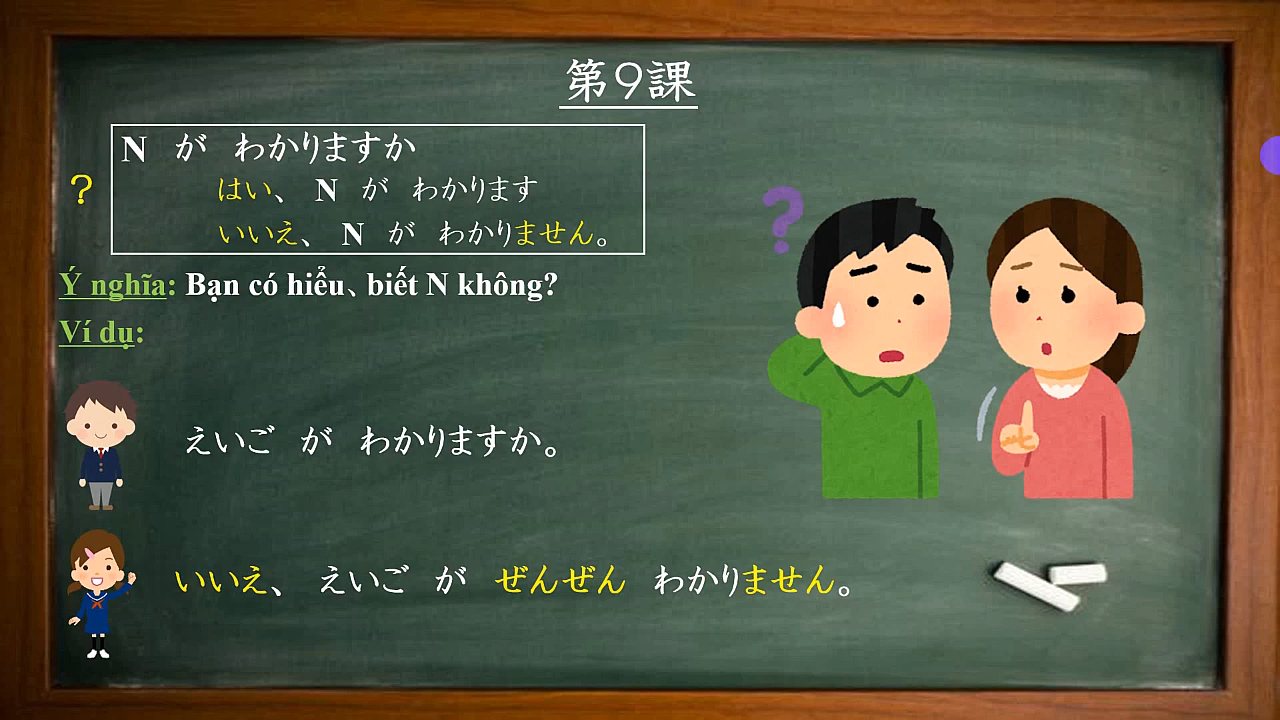 第9課
N が わかりますか
? はい、 N が わかります
いいえ、 N が わかりません。
Ý nghĩa: Bạn có hiểu、biết N không?
Ví dụ:
えいご が わかりますか。
いいえ、 えいご が ぜんぜん わかりません。
?